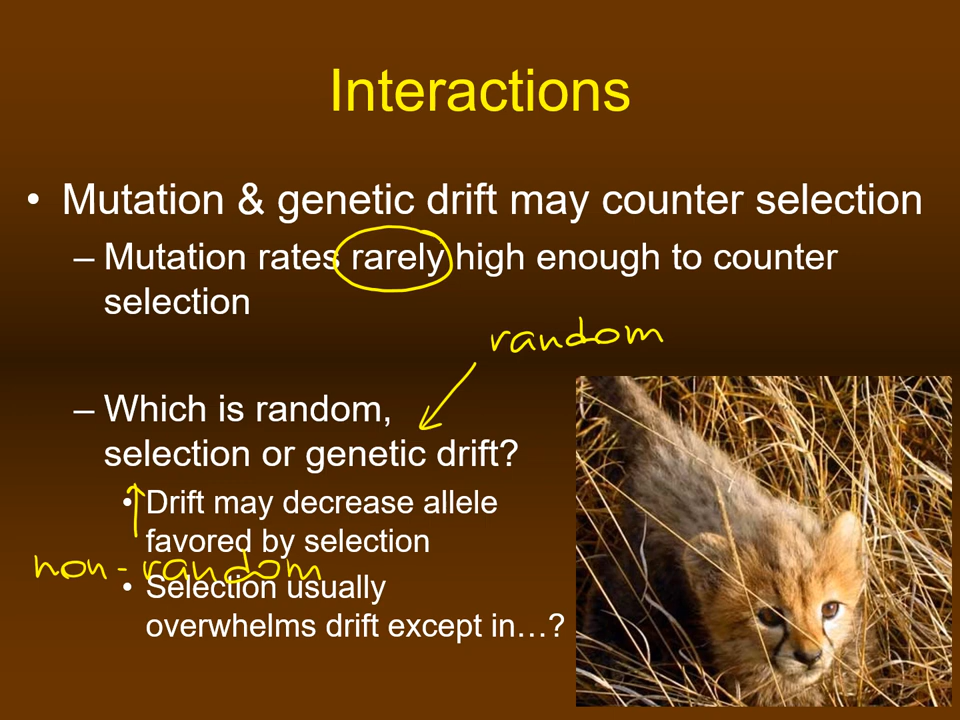 Interactions
• Mutation & genetic drift may counter selection
– Mutation rates rarely high enough to counter
selection
random
– Which is random,
selection or genetic drift?
• Drift may decrease allele
favored by selection
non-random
• Selection usually
overwhelms drift except in…?